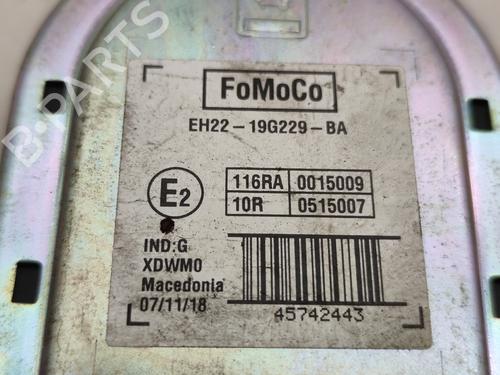 FoMoCo
EH22-19G229-BA
E2
116RA 0015009
10R 0515007
IND:G
XDWM0
Macedonia
07/11/18
45742443
B-PARTS